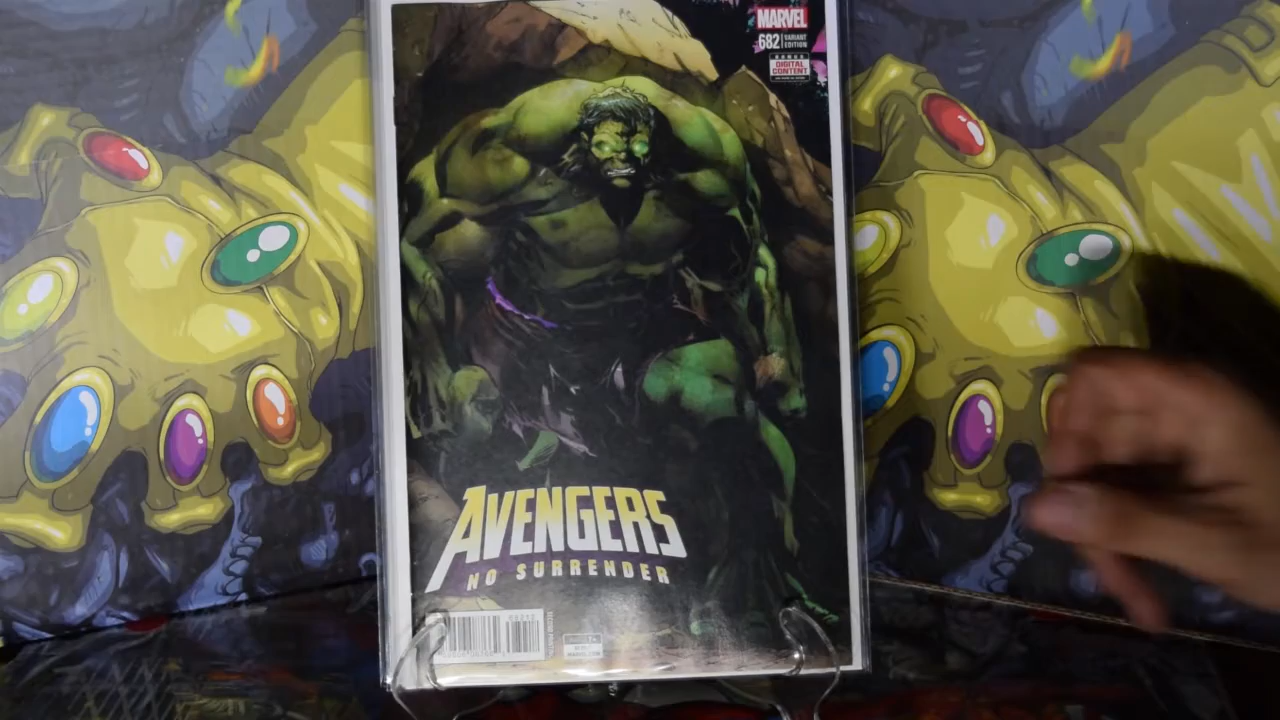 MARVEL
682 VARIANT EDITION
DIGITAL CONTENT
AVENGERS
NO SURRENDER